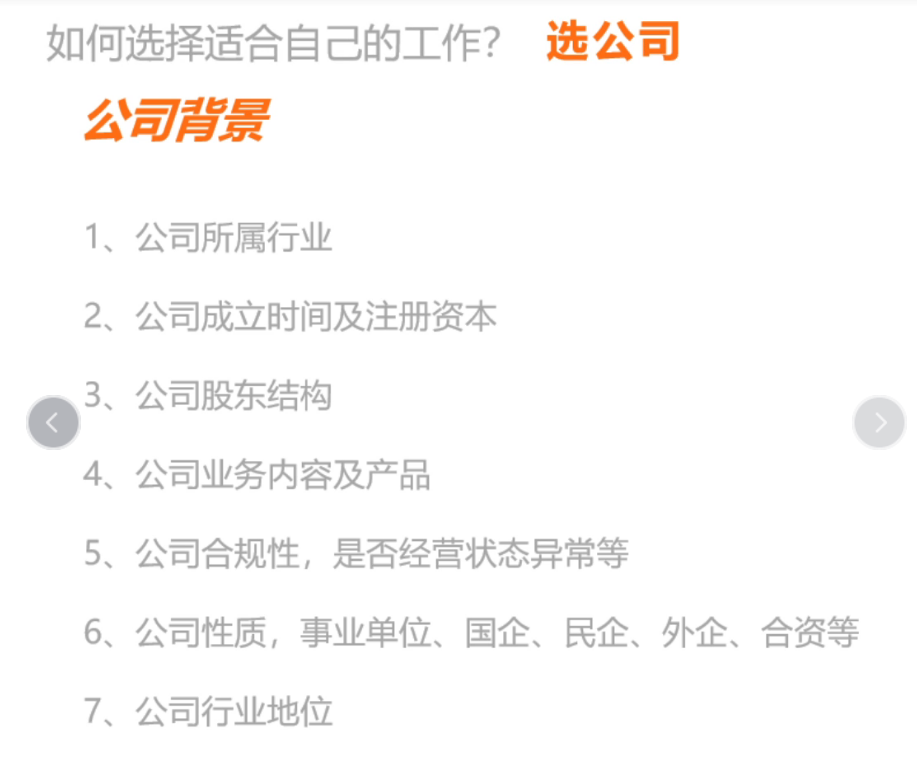 如何选择适合自己的工作? 选公司
公司背景
1、公司所属行业
2、公司成立时间及注册资本
3、公司股东结构
4、公司业务内容及产品
5、公司合规性，是否经营状态异常等
6、公司性质，事业单位、国企、民企、外企、合资等
7、公司行业地位